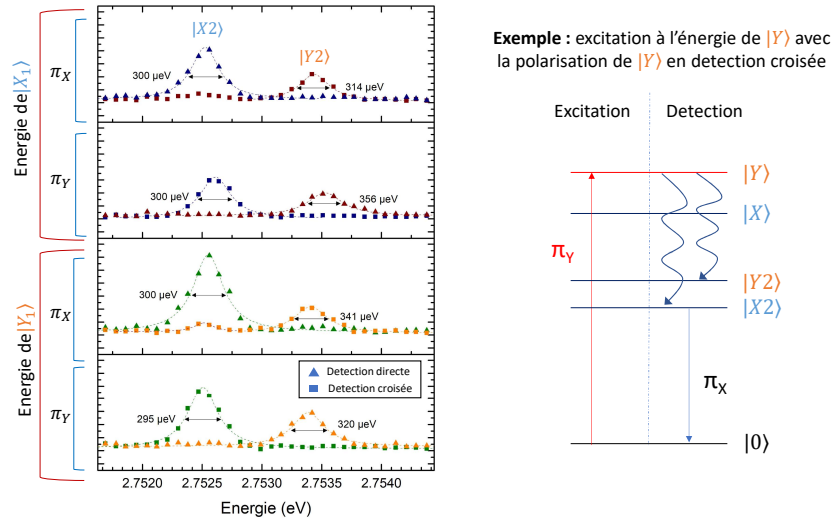 |X2⟩
|Y2⟩
Energie de|X₁⟩
π_X
300 µeV
314 µeV
π_Y
300 µeV
356 µeV
Energie de|Y₁⟩
π_X
300 µeV
341 µeV
Detection directe
Detection croisée
π_Y
295 µeV
320 µeV
2.7520 2.7525 2.7530 2.7535 2.7540
Energie (eV)
Exemple : excitation à l’énergie de |Y⟩ avec
la polarisation de |Y⟩ en detection croisée
Excitation Detection
|Y⟩
|X⟩
π_Y
|Y2⟩
|X2⟩
π_X
|0⟩